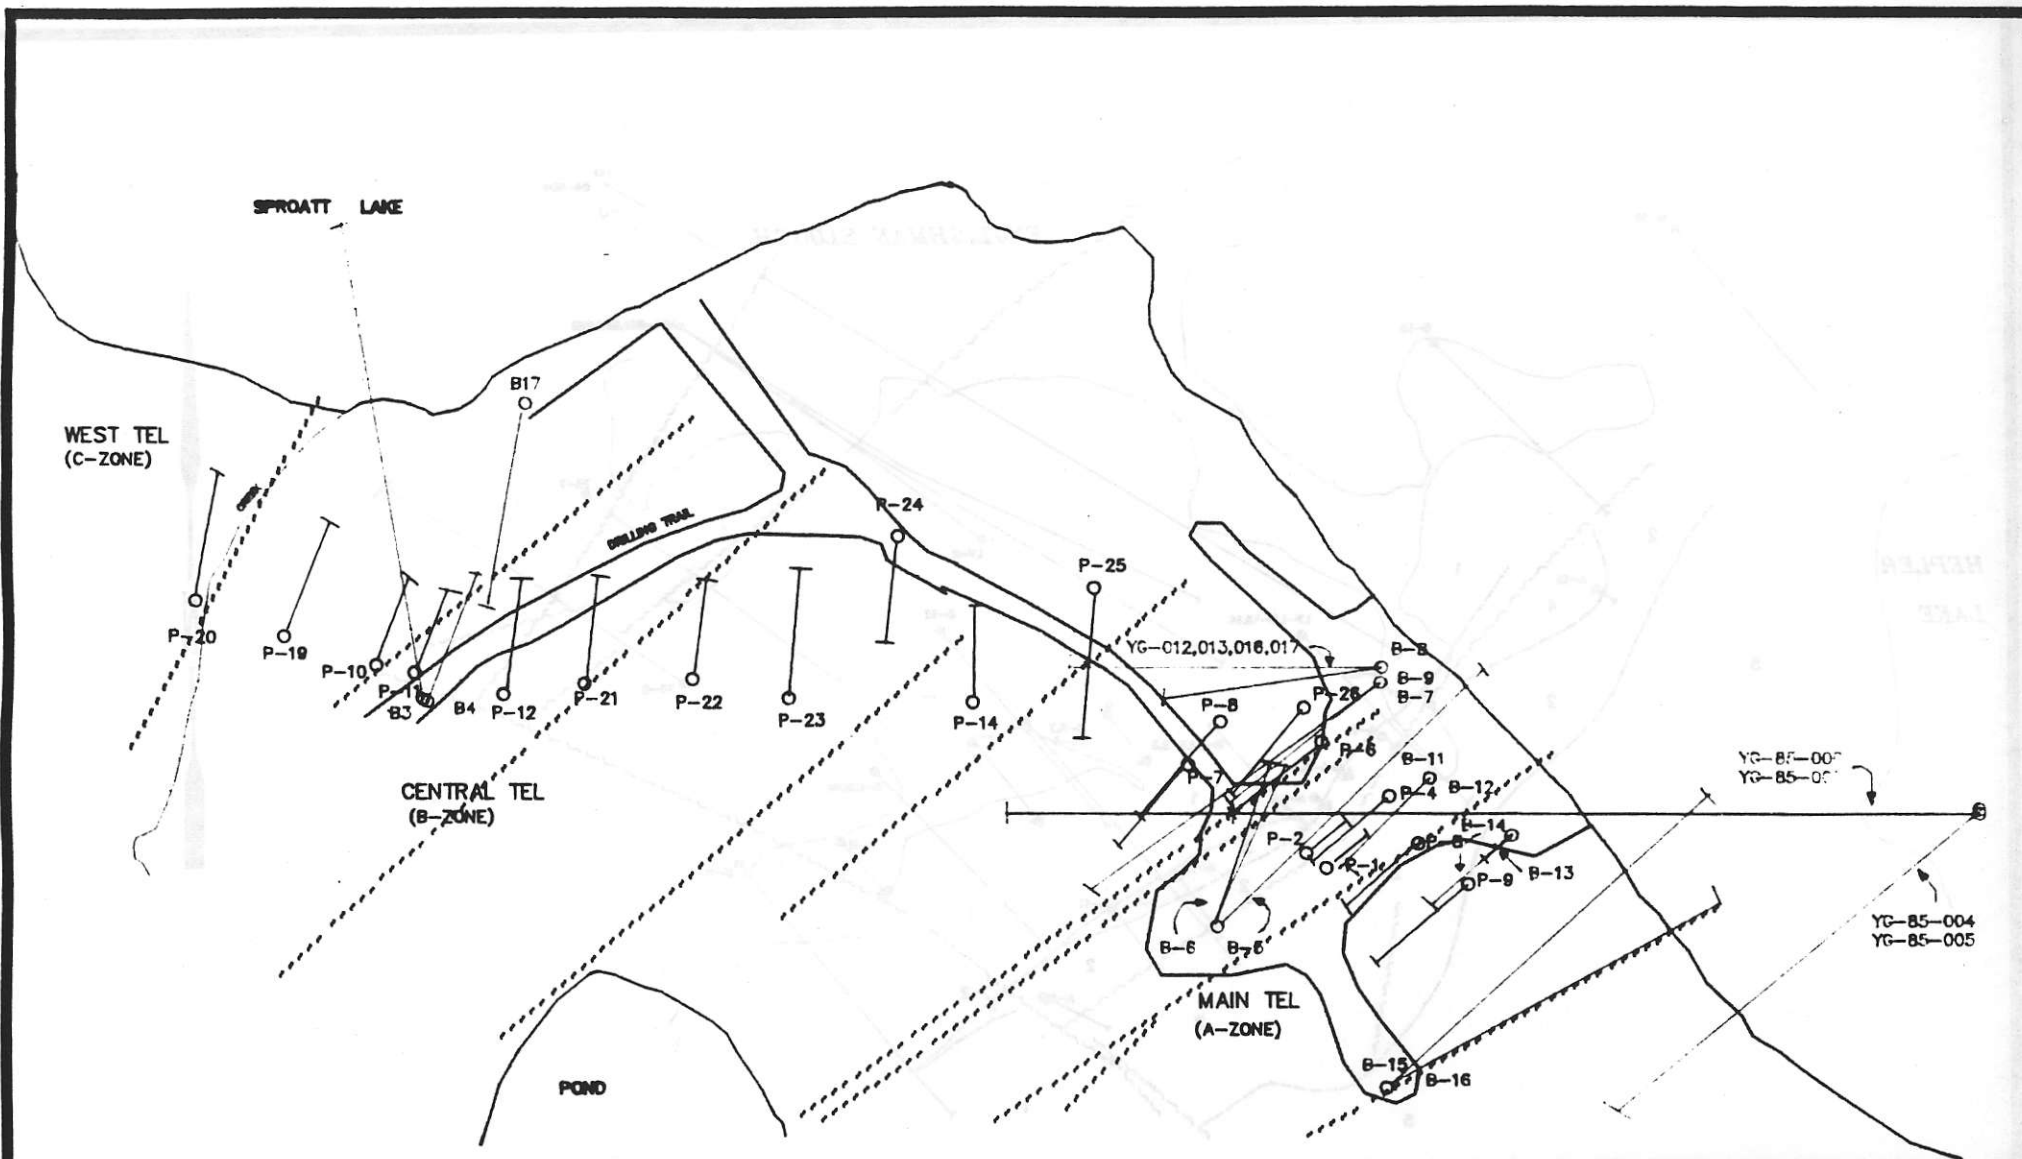 SPROATT LAKE
B17
WEST TEL
(C-ZONE)
CREEK
P-24
DRILLING TRAIL
P-25
P-20
P-19
P-10
P-11
B3
B4
P-12
P-21
P-22
P-23
P-14
YG-012,013,016,017
B-8
B-9
B-7
P-26
P-8
P-7
B-11
B-12
P-4
B-14
P-2
P-1
P-9
B-13
CENTRAL TEL
(B-ZONE)
YG-85-004
YG-85-005
B-6
B-5
MAIN TEL
(A-ZONE)
B-15
B-16
POND
HEPLER
LAKE